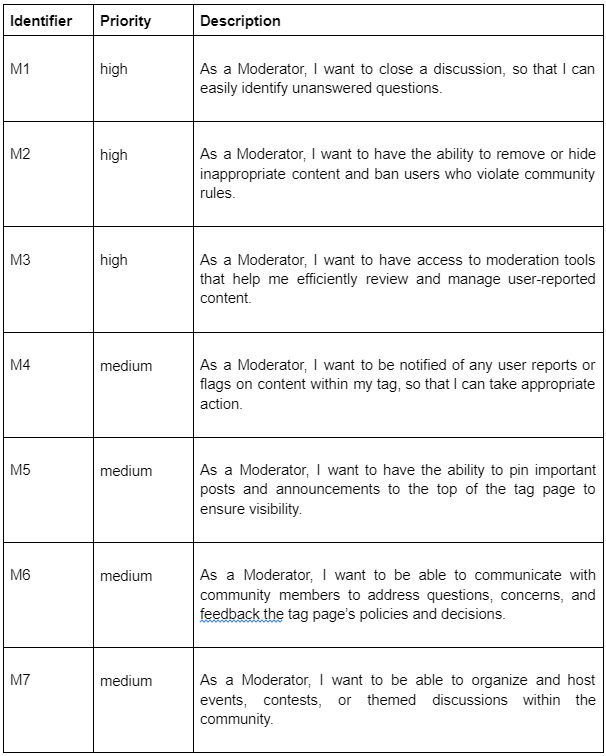 Identifier Priority Description
M1 high As a Moderator, I want to close a discussion, so that I can
easily identify unanswered questions.
M2 high As a Moderator, I want to have the ability to remove or hide
inappropriate content and ban users who violate community
rules.
M3 high As a Moderator, I want to have access to moderation tools
that help me efficiently review and manage user-reported
content.
M4 medium As a Moderator, I want to be notified of any user reports or
flags on content within my tag, so that I can take appropriate
action.
M5 medium As a Moderator, I want to have the ability to pin important
posts and announcements to the top of the tag page to
ensure visibility.
M6 medium As a Moderator, I want to be able to communicate with
community members to address questions, concerns, and
feedback the tag page's policies and decisions.
M7 medium As a Moderator, I want to be able to organize and host
events, contests, or themed discussions within the
community.